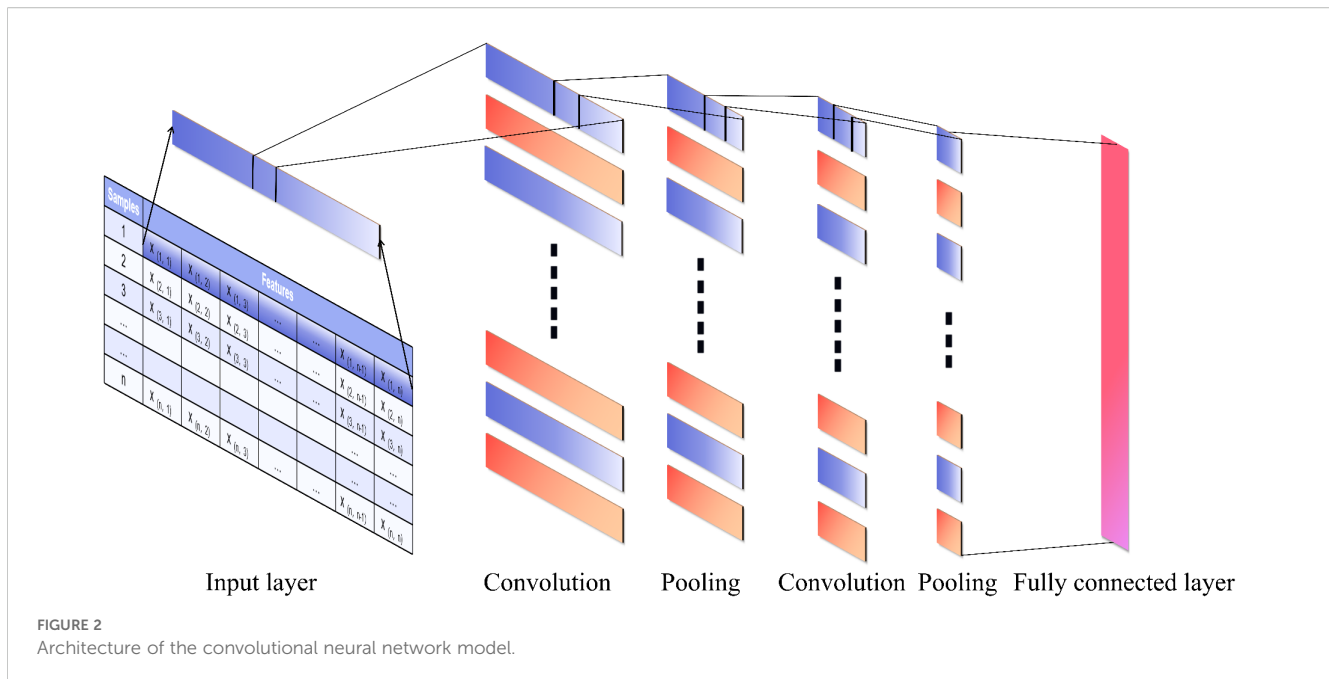 Samples
Features
1
X (1, 1)
X (1, 2)
X (1, 3)
...
...
X (1, n-1)
X (1, n)
2
X (2, 1)
X (2, 2)
X (2, 3)
...
...
X (2, n-1)
X (2, n)
3
X (3, 1)
X (3, 2)
X (3, 3)
...
...
X (3, n-1)
X (3, n)
...
...
...
...
n
X (n, 1)
X (n, 2)
X (n, 3)
...
...
X (n, n-1)
X (n, n)
Input layer
Convolution
Pooling
Convolution
Pooling
Fully connected layer
FIGURE 2
Architecture of the convolutional neural network model.